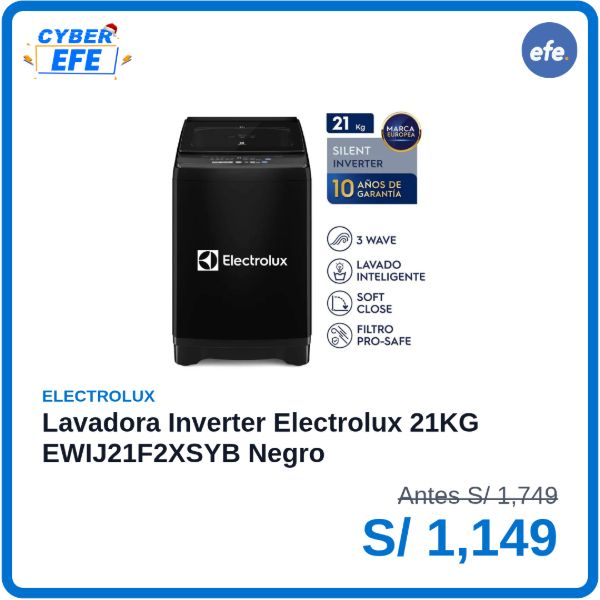 CYBER
EFE
efe.
21 Kg
MARCA
EUROPEA
SILENT
INVERTER
10 AÑOS DE
GARANTÍA
Electrolux
3 WAVE
LAVADO
INTELIGENTE
SOFT
CLOSE
FILTRO
PRO-SAFE
ELECTROLUX
Lavadora Inverter Electrolux 21KG
EWIJ21F2XSYB Negro
Antes S/ 1,749
S/ 1,149